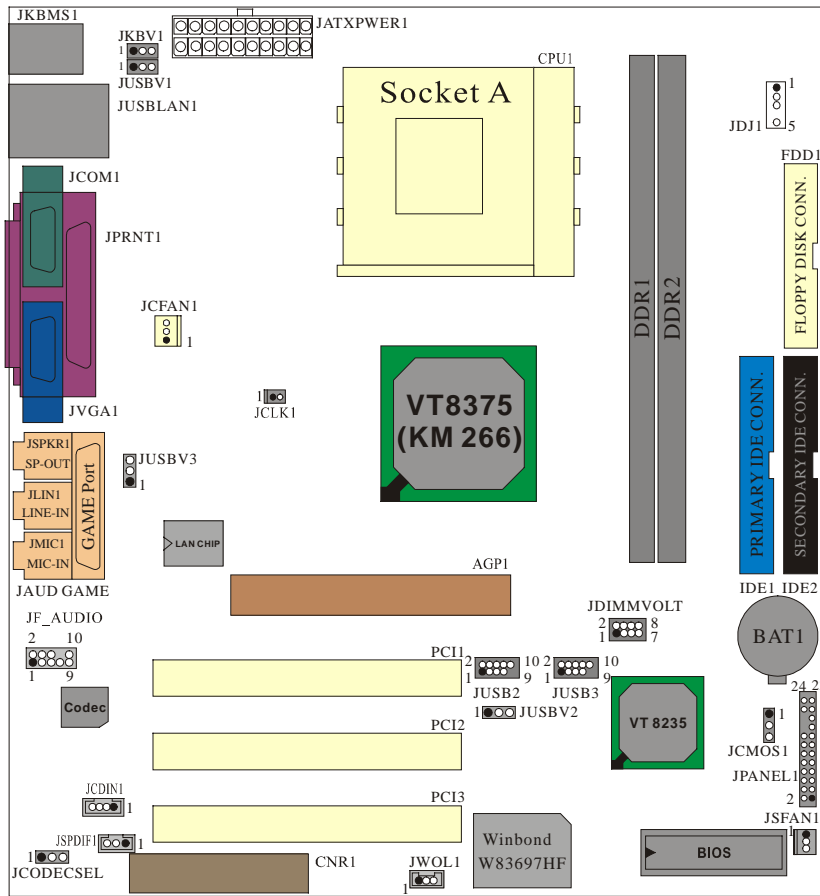 JKBMS1
JKBV1
1
1
JUSBV1
JATXPWER1
CPU1
Socket A
JUSBLAN1
1
JDJ1 5
FDD1
FLOPPY DISK CONN.
JCOM1
JPRNT1
DDR1
DDR2
JCFAN1
1
JVGA1
1
JCLK1
VT8375
(KM 266)
PRIMARY IDE CONN.
SECONDARY IDE CONN.
JSPKR1
SP-OUT
JLIN1
LINE-IN
JMIC1
MIC-IN
GAME Port
JUSBV3
1
LAN CHIP
JAUD GAME
AGP1
IDE1 IDE2
JF_AUDIO
2 10
1 9
JDIMMVOLT
2 8
1 7
BAT1
PCI1
2 10
1 9
JUSB2
2 10
1 9
JUSB3
1 JUSBV2
Codec
PCI2
VT 8235
24 2
1
JCMOS1
JPANEL1
2
JCDIN1
1
PCI3
JSFAN1
1
JSPDIF1
1
1
JCODECSEL
CNR1
JWOL1
1
Winbond
W83697HF
BIOS